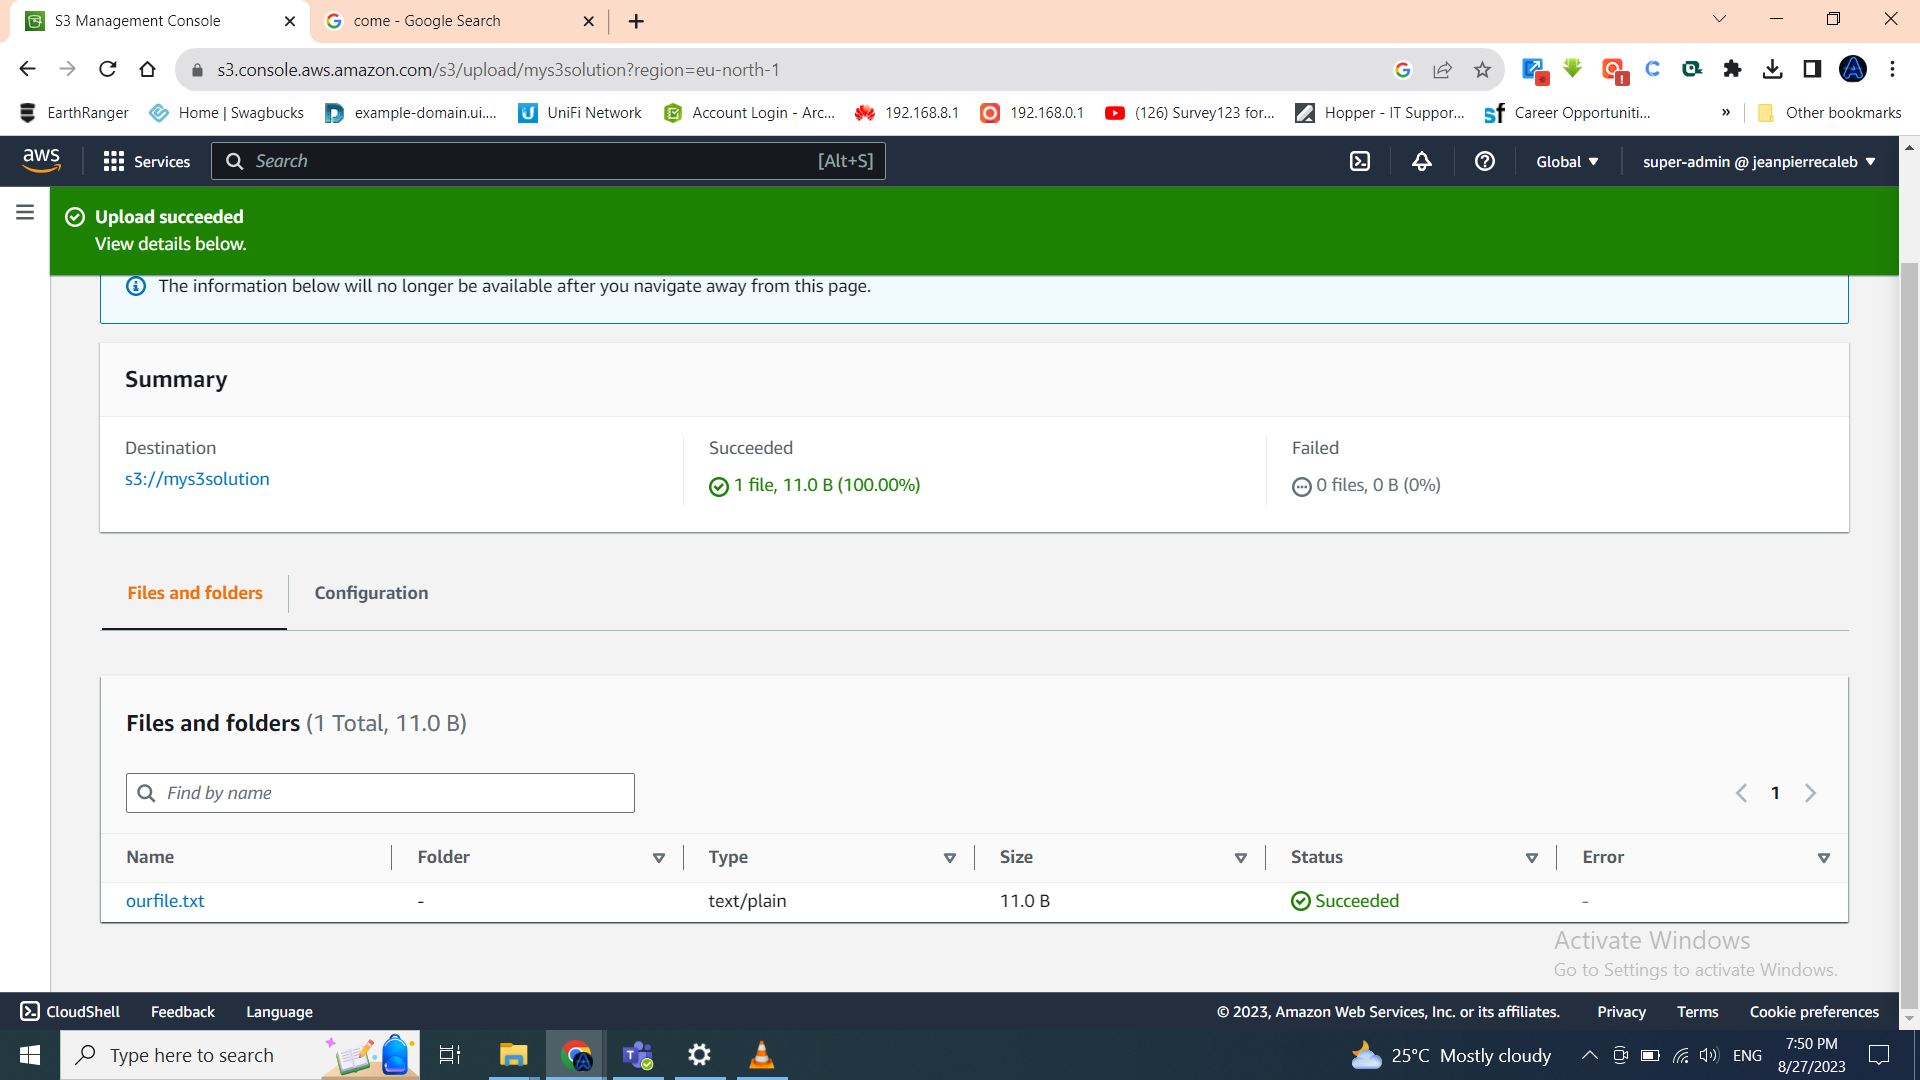 S3 Management Console
come - Google Search
s3.console.aws.amazon.com/s3/upload/mys3solution?region=eu-north-1
EarthRanger
Home | Swagbucks
example-domain.ui....
UniFi Network
Account Login - Arc...
192.168.8.1
192.168.0.1
(126) Survey123 for...
Hopper - IT Suppor...
Career Opportuniti...
»
Other bookmarks
aws
Services
Search
[Alt+S]
Global
super-admin @ jeanpierrecaleb
Upload succeeded
View details below.
The information below will no longer be available after you navigate away from this page.
Summary
Destination
Succeeded
Failed
s3://mys3solution
1 file, 11.0 B (100.00%)
0 files, 0 B (0%)
Files and folders
Configuration
Files and folders (1 Total, 11.0 B)
Find by name
1
Name
Folder
Type
Size
Status
Error
ourfile.txt
-
text/plain
11.0 B
Succeeded
-
Activate Windows
Go to Settings to activate Windows.
CloudShell
Feedback
Language
© 2023, Amazon Web Services, Inc. or its affiliates.
Privacy
Terms
Cookie preferences
Type here to search
25°C Mostly cloudy
ENG
7:50 PM
8/27/2023